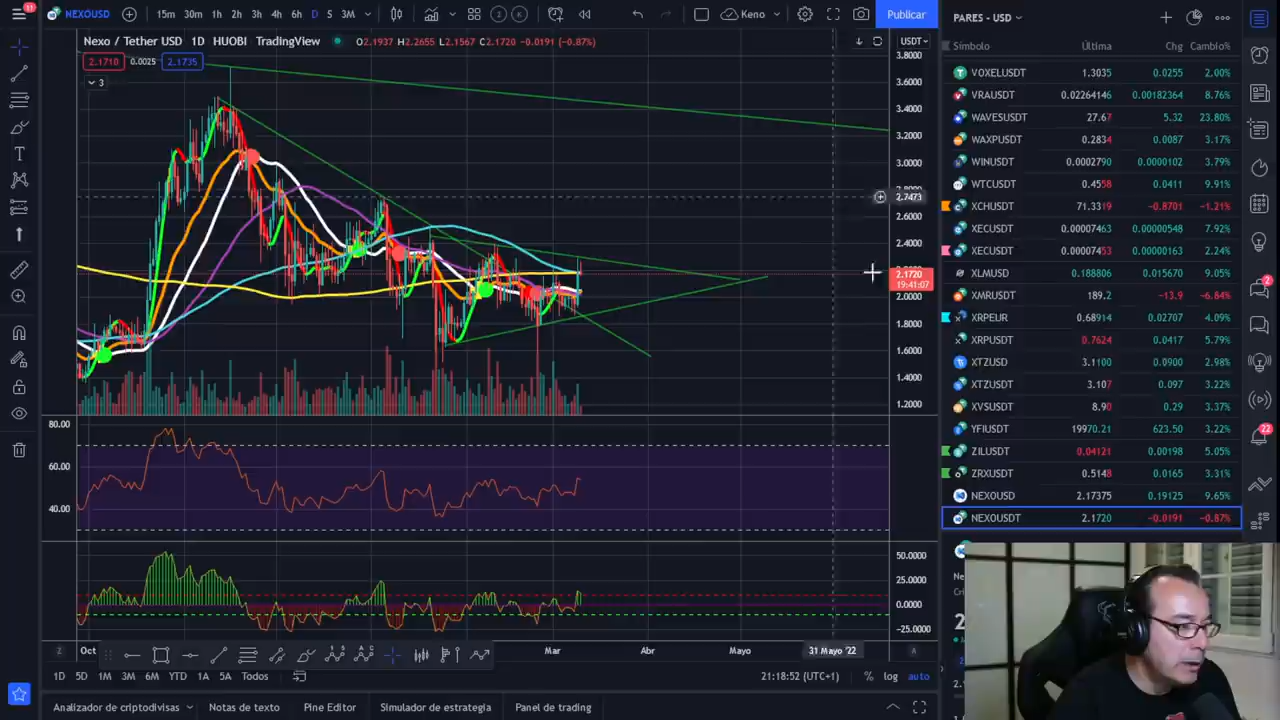 11
NEXOUSD
15m 30m 1h 2h 3h 4h 6h D S 3M
Keno
Publicar
PARES - USD
Nexo / Tether USD 1D HUOBI TradingView
O2.1937 H2.2655 L2.1567 C2.1720 -0.0191 (-0.87%)
USDT
2.1710 0.0025 2.1735
3
3.8000
3.6000
3.4000
3.2000
3.0000
2.7473
2.6000
2.4000
2.1720
19:41:07
2.0000
1.8000
1.6000
1.4000
1.2000
80.00
60.00
40.00
50.0000
25.0000
0.0000
-25.0000
Oct
Mar
Abr
Mayo
31 Mayo '22
1D 5D 1M 3M 6M YTD 1A 5A Todos
21:18:52 (UTC+1)
% log auto
Analizador de criptodivisas
Notas de texto
Pine Editor
Simulador de estrategia
Panel de trading
Símbolo Última Chg Cambio%
VOXELUSDT 1.3035 0.0255 2.00%
VRAUSDT 0.02264146 0.00182364 8.76%
WAVESUSDT 27.67 5.32 23.80%
WAXPUSDT 0.2834 0.0087 3.17%
WINUSDT 0.0002790 0.0000102 3.79%
WTCUSDT 0.4558 0.0411 9.91%
XCHUSDT 71.3319 -0.8701 -1.21%
XECUSDT 0.00007463 0.00000548 7.92%
XECUSDT 0.00007453 0.00000163 2.24%
XLMUSD 0.188806 0.015670 9.05%
XMRUSDT 189.2 -13.9 -6.84%
XRPEUR 0.68914 0.02707 4.09%
XRPUSDT 0.7624 0.0417 5.79%
XTZUSD 3.1100 0.0900 2.98%
XTZUSDT 3.107 0.097 3.22%
XVSUSDT 8.90 0.29 3.37%
YFIUSDT 19970.21 623.50 3.22%
ZILUSDT 0.04121 0.00198 5.05%
ZRXUSDT 0.5148 0.0165 3.31%
NEXOUSD 2.17375 0.19125 9.65%
NEXOUSDT 2.1720 -0.0191 -0.87%
2
22